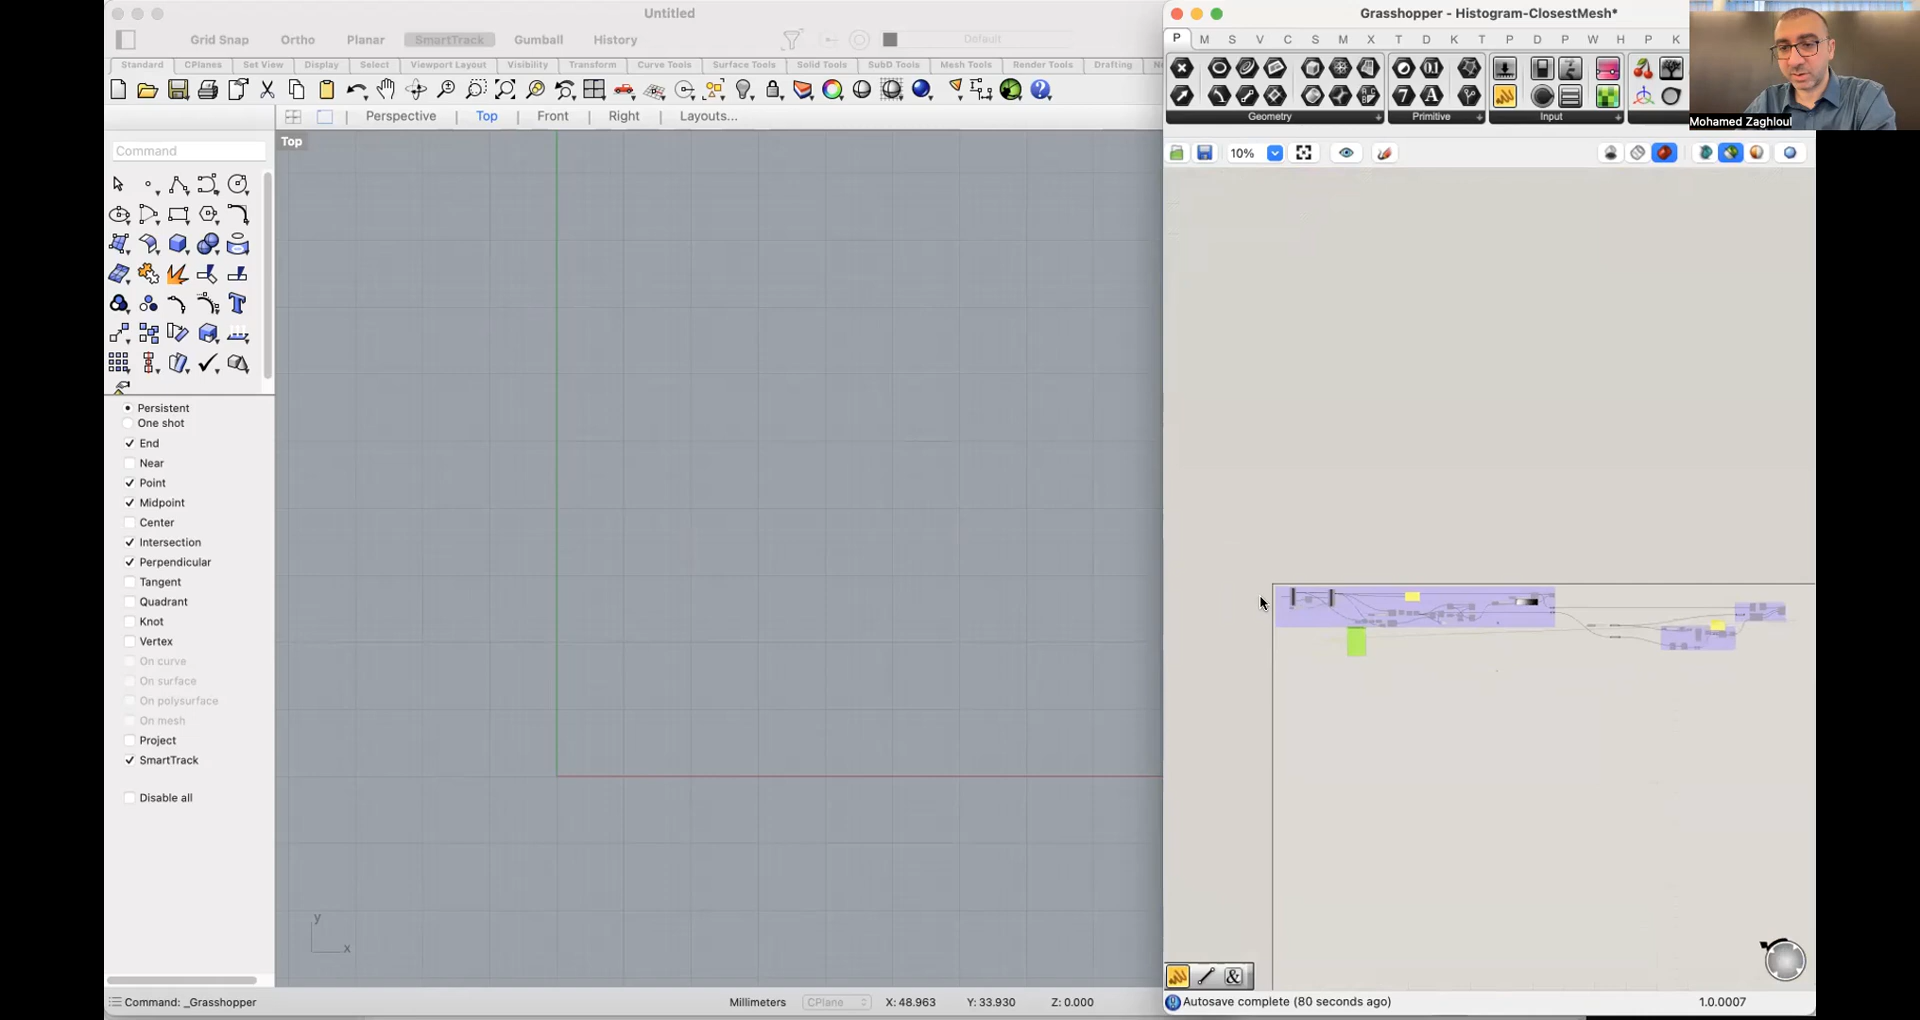 Untitled
Grid Snap Ortho Planar SmartTrack Gumball History Default
Standard CPlanes Set View Display Select Viewport Layout Visibility Transform Curve Tools Surface Tools Solid Tools SubD Tools Mesh Tools Render Tools Drafting
Perspective Top Front Right Layouts...
Top
Command
Persistent
One shot
End
Near
Point
Midpoint
Center
Intersection
Perpendicular
Tangent
Quadrant
Knot
Vertex
On curve
On surface
On polysurface
On mesh
Project
SmartTrack
Disable all
y
x
Command: _Grasshopper
Millimeters CPlane X: 48.963 Y: 33.930 Z: 0.000
Grasshopper - Histogram-ClosestMesh*
P M S V C S M X T D K T P D P W H P K
Geometry Primitive Input
10%
Autosave complete (80 seconds ago) 1.0.0007
Mohamed Zaghloul